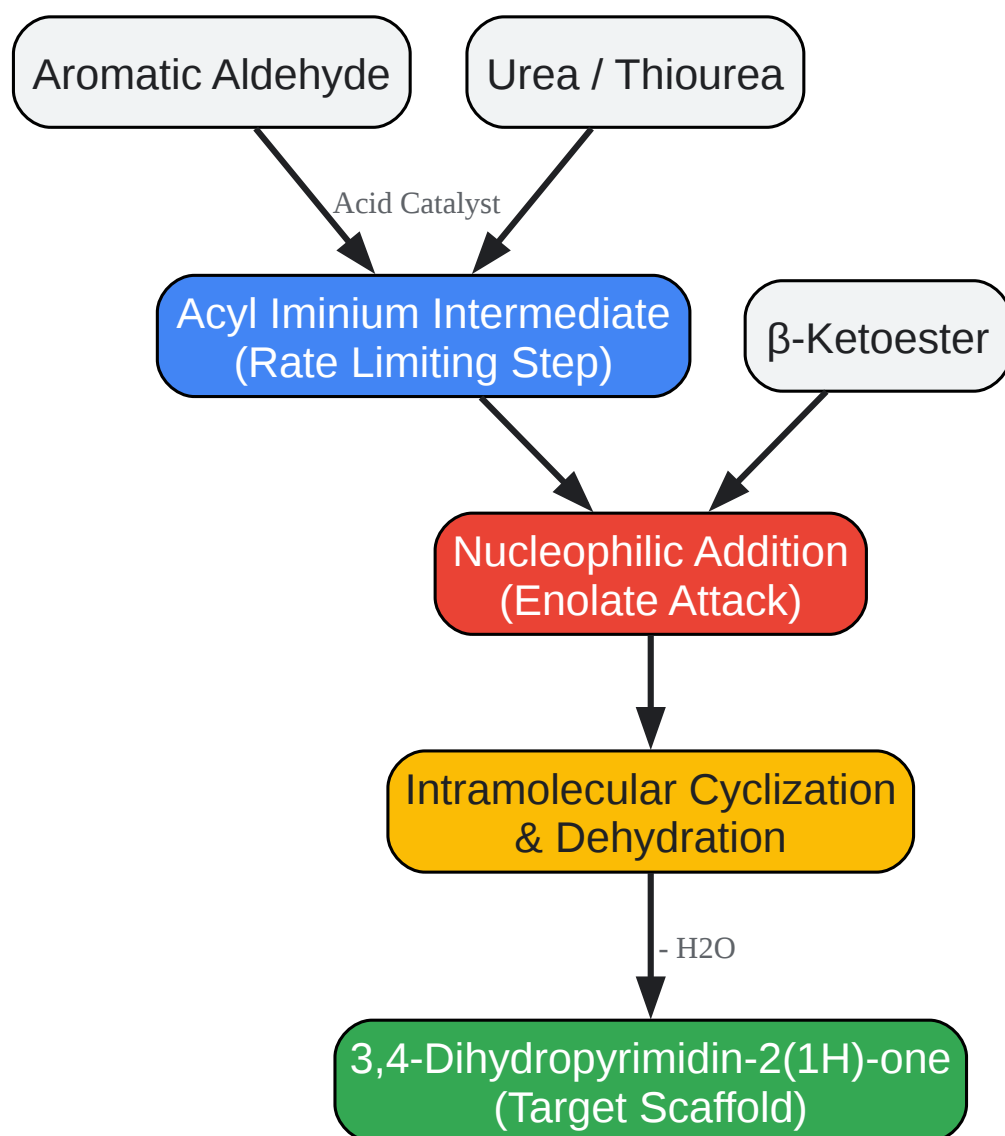 Aromatic Aldehyde
Urea / Thiourea
Acid Catalyst
Acyl Iminium Intermediate
(Rate Limiting Step)
β-Ketoester
Nucleophilic Addition
(Enolate Attack)
Intramolecular Cyclization
& Dehydration
- H2O
3,4-Dihydropyrimidin-2(1H)-one
(Target Scaffold)